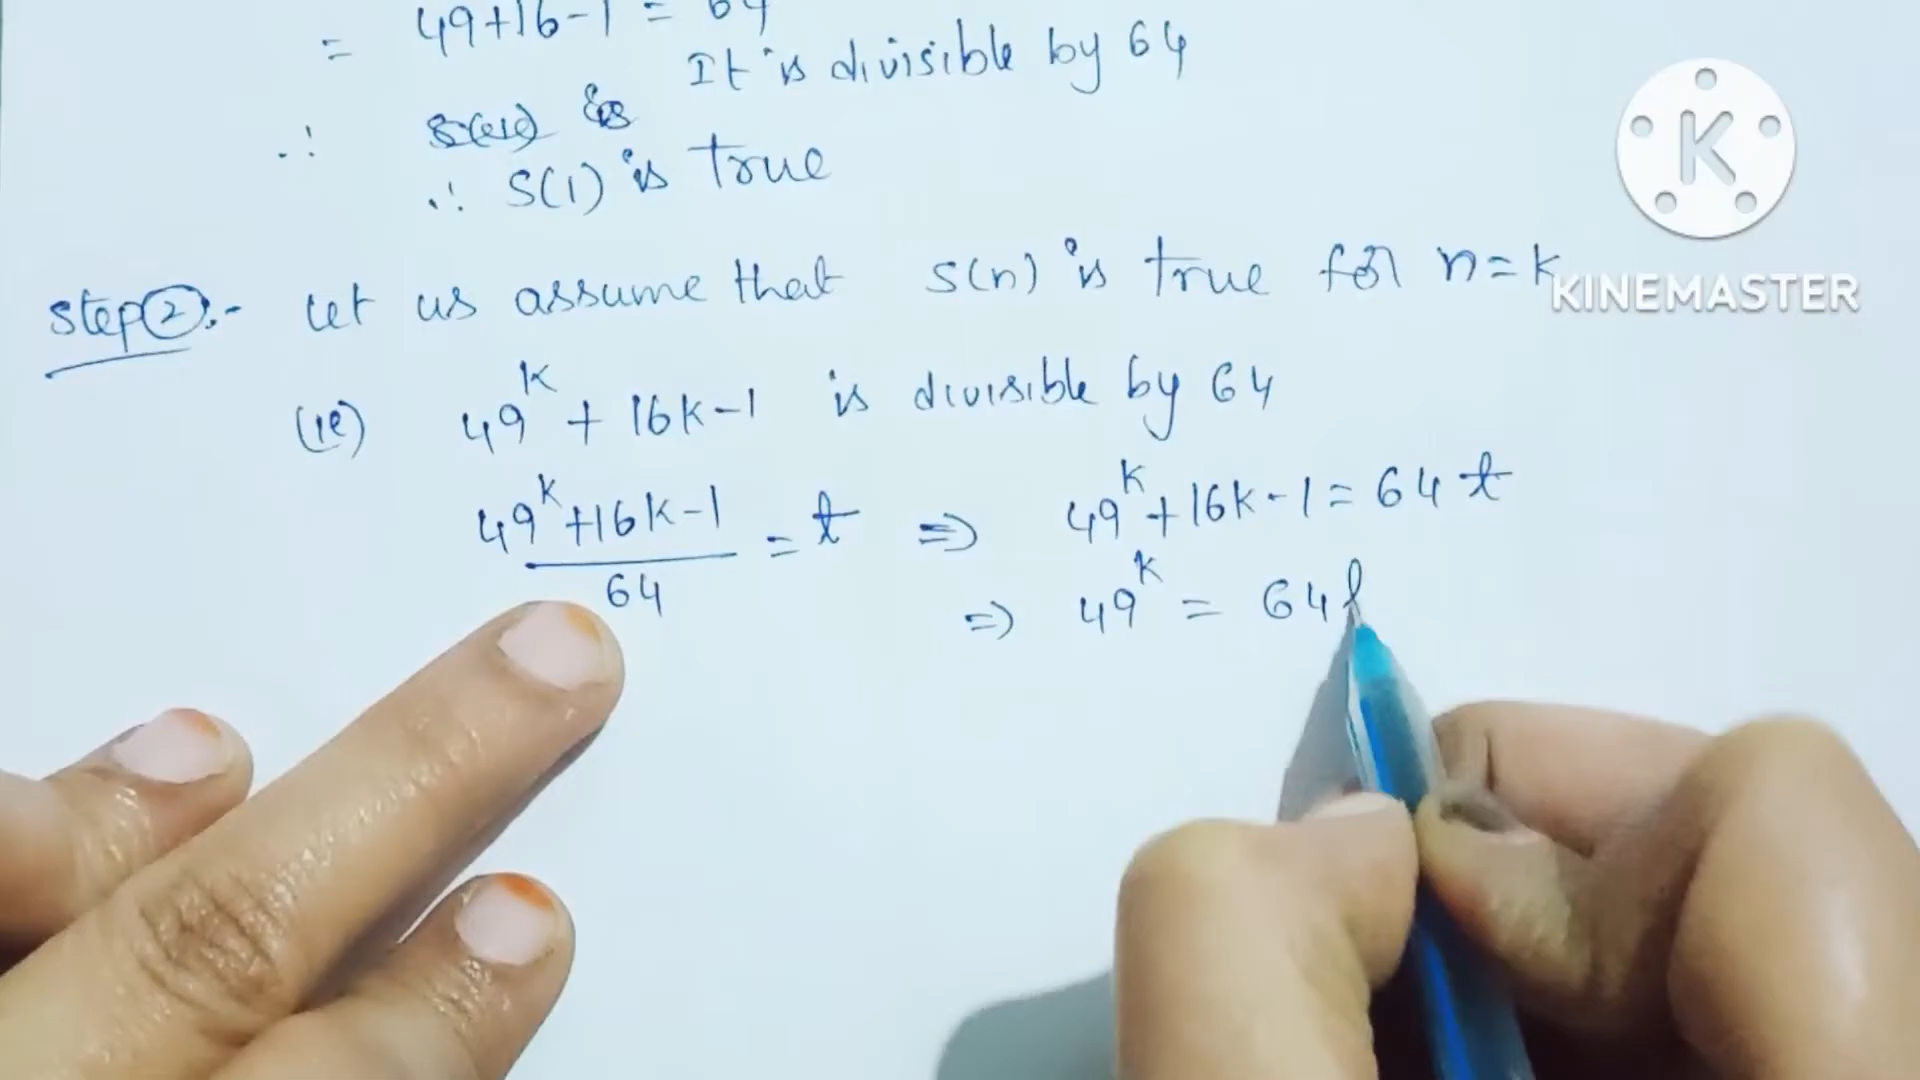 = 49+16-1 = 64
It is divisible by 64
∴
∴ S(1) is true
Step ②:- Let us assume that S(n) is true for n=k
KINEMASTER
(ie) 49^k + 16k-1 is divisible by 64
(49^k+16k-1)/64 = t ⇒ 49^k+16k-1 = 64t
⇒ 49^k = 64